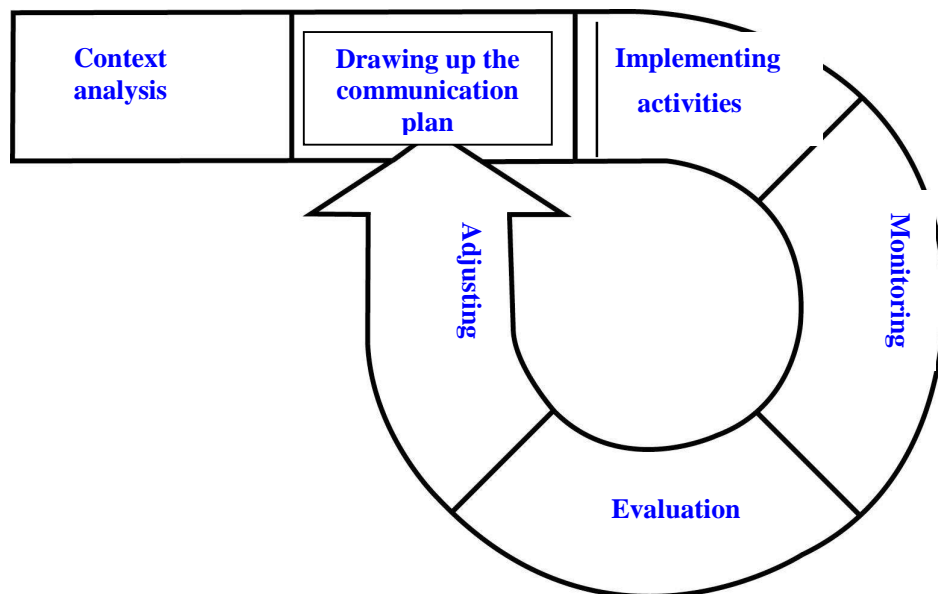 Context
analysis
Drawing up the
communication
plan
Implementing
activities
Monitoring
Evaluation
Adjusting